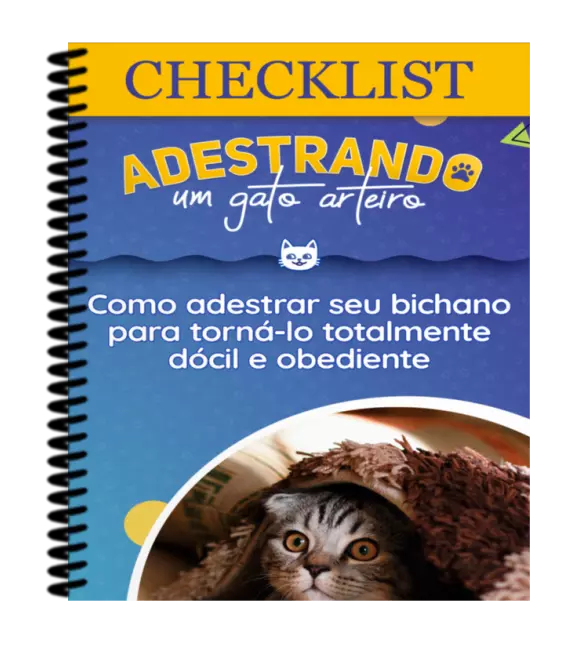 CHECKLIST
ADESTRANDO
um gato arteiro
Como adestrar seu bichano
para torná-lo totalmente
dócil e obediente